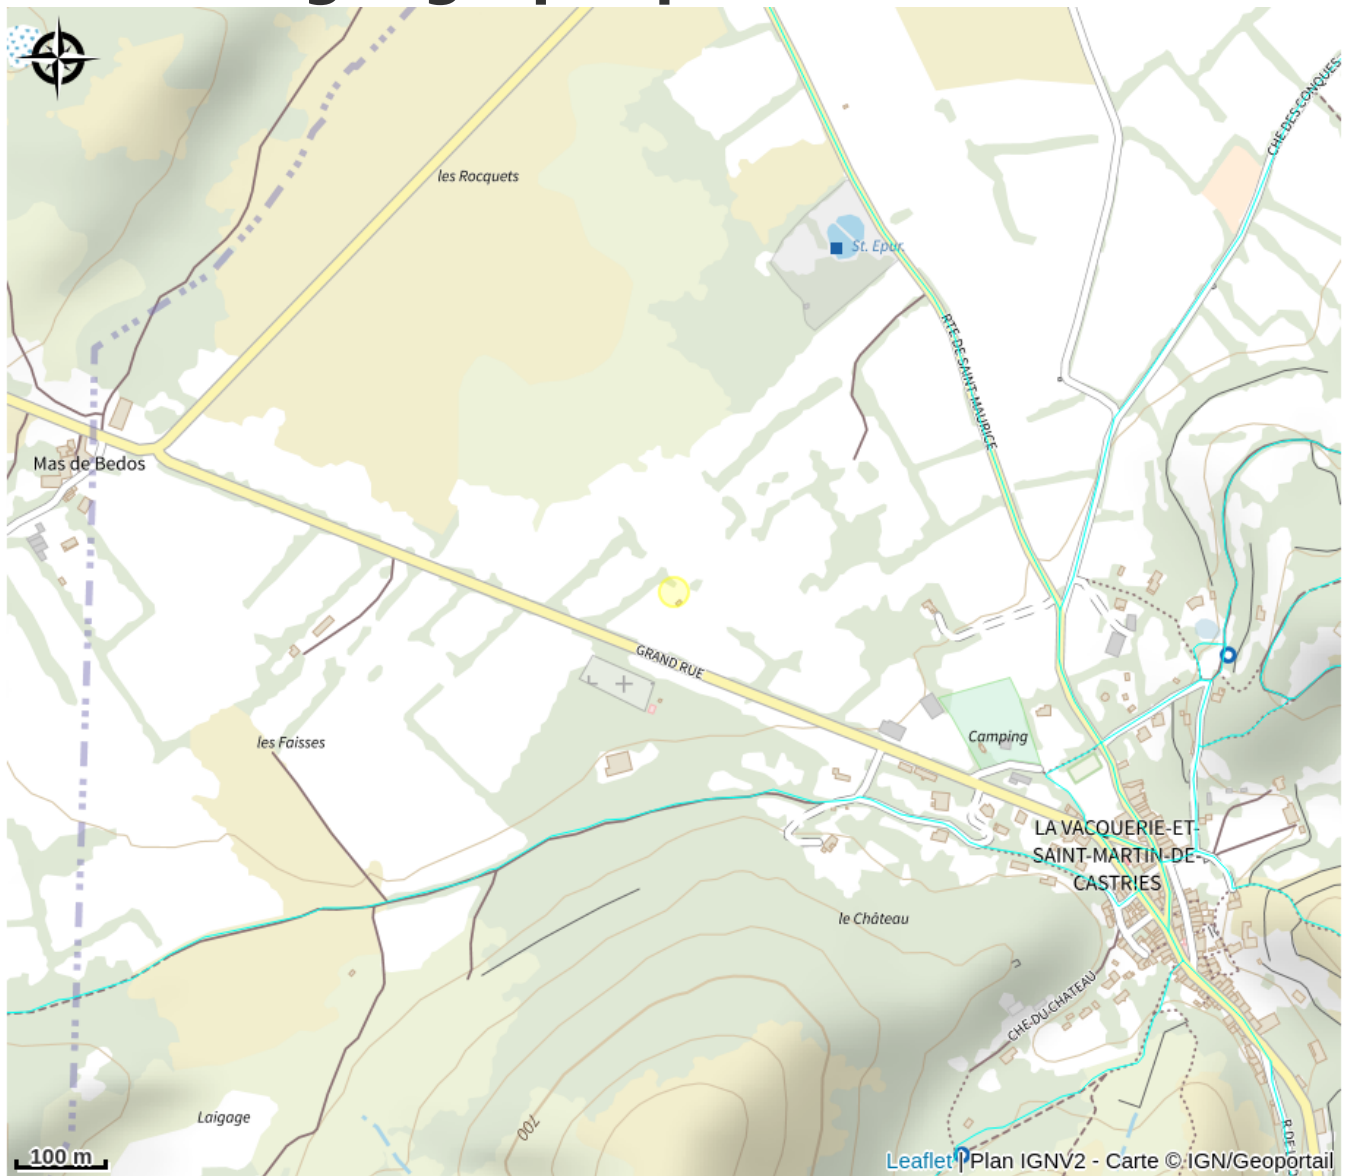 les Rocquets
CHE DES CONQUES
St. Epur.
RTE DE SAINT-MAURICE
Mas de Bedos
GRAND RUE
les Faisses
Camping
LA VACQUERIE-ET-
SAINT-MARTIN-DE-
CASTRIES
le Château
CHE DU CHATEAU
700
Laigage
R DE L
100 m
Leaflet | Plan IGNV2 - Carte © IGN/Geoportail